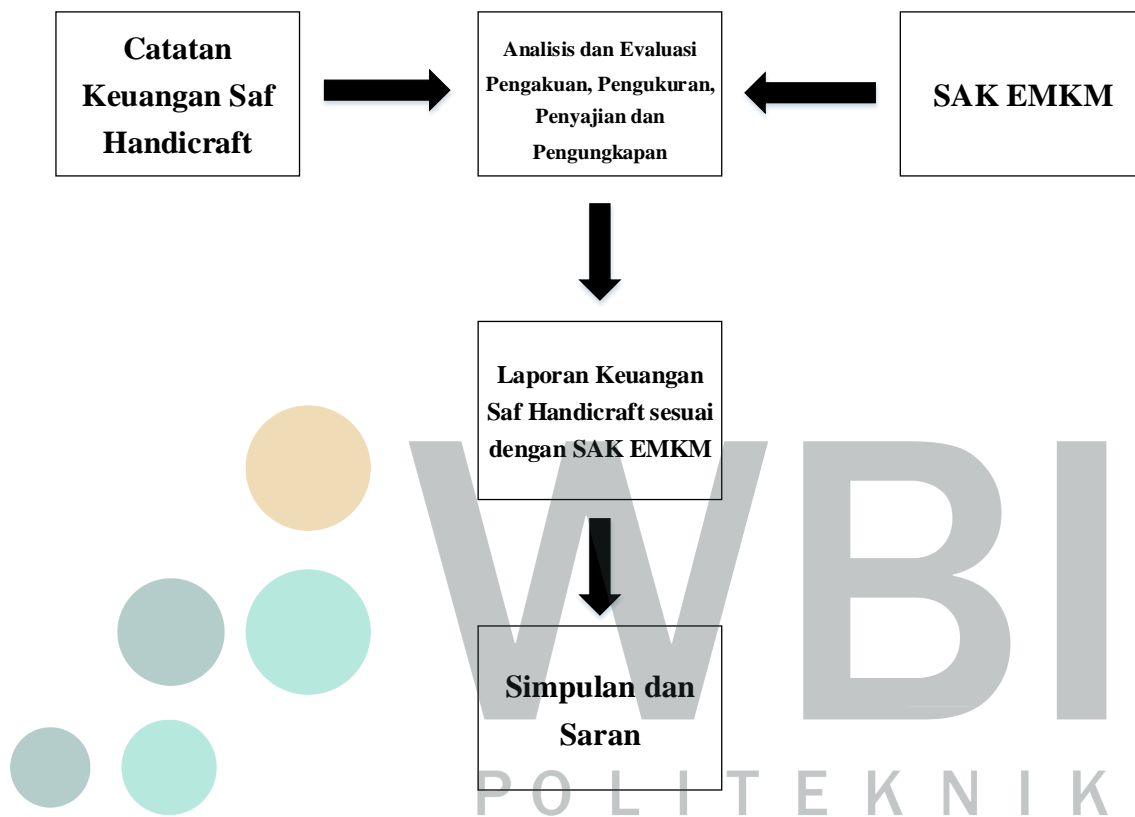 Catatan
Keuangan Saf
Handicraft
Analisis dan Evaluasi
Pengakuan, Pengukuran,
Penyajian dan
Pengungkapan
SAK EMKM
Laporan Keuangan
Saf Handicraft sesuai
dengan SAK EMKM
Simpulan dan
Saran
WBI
POLITEKNIK